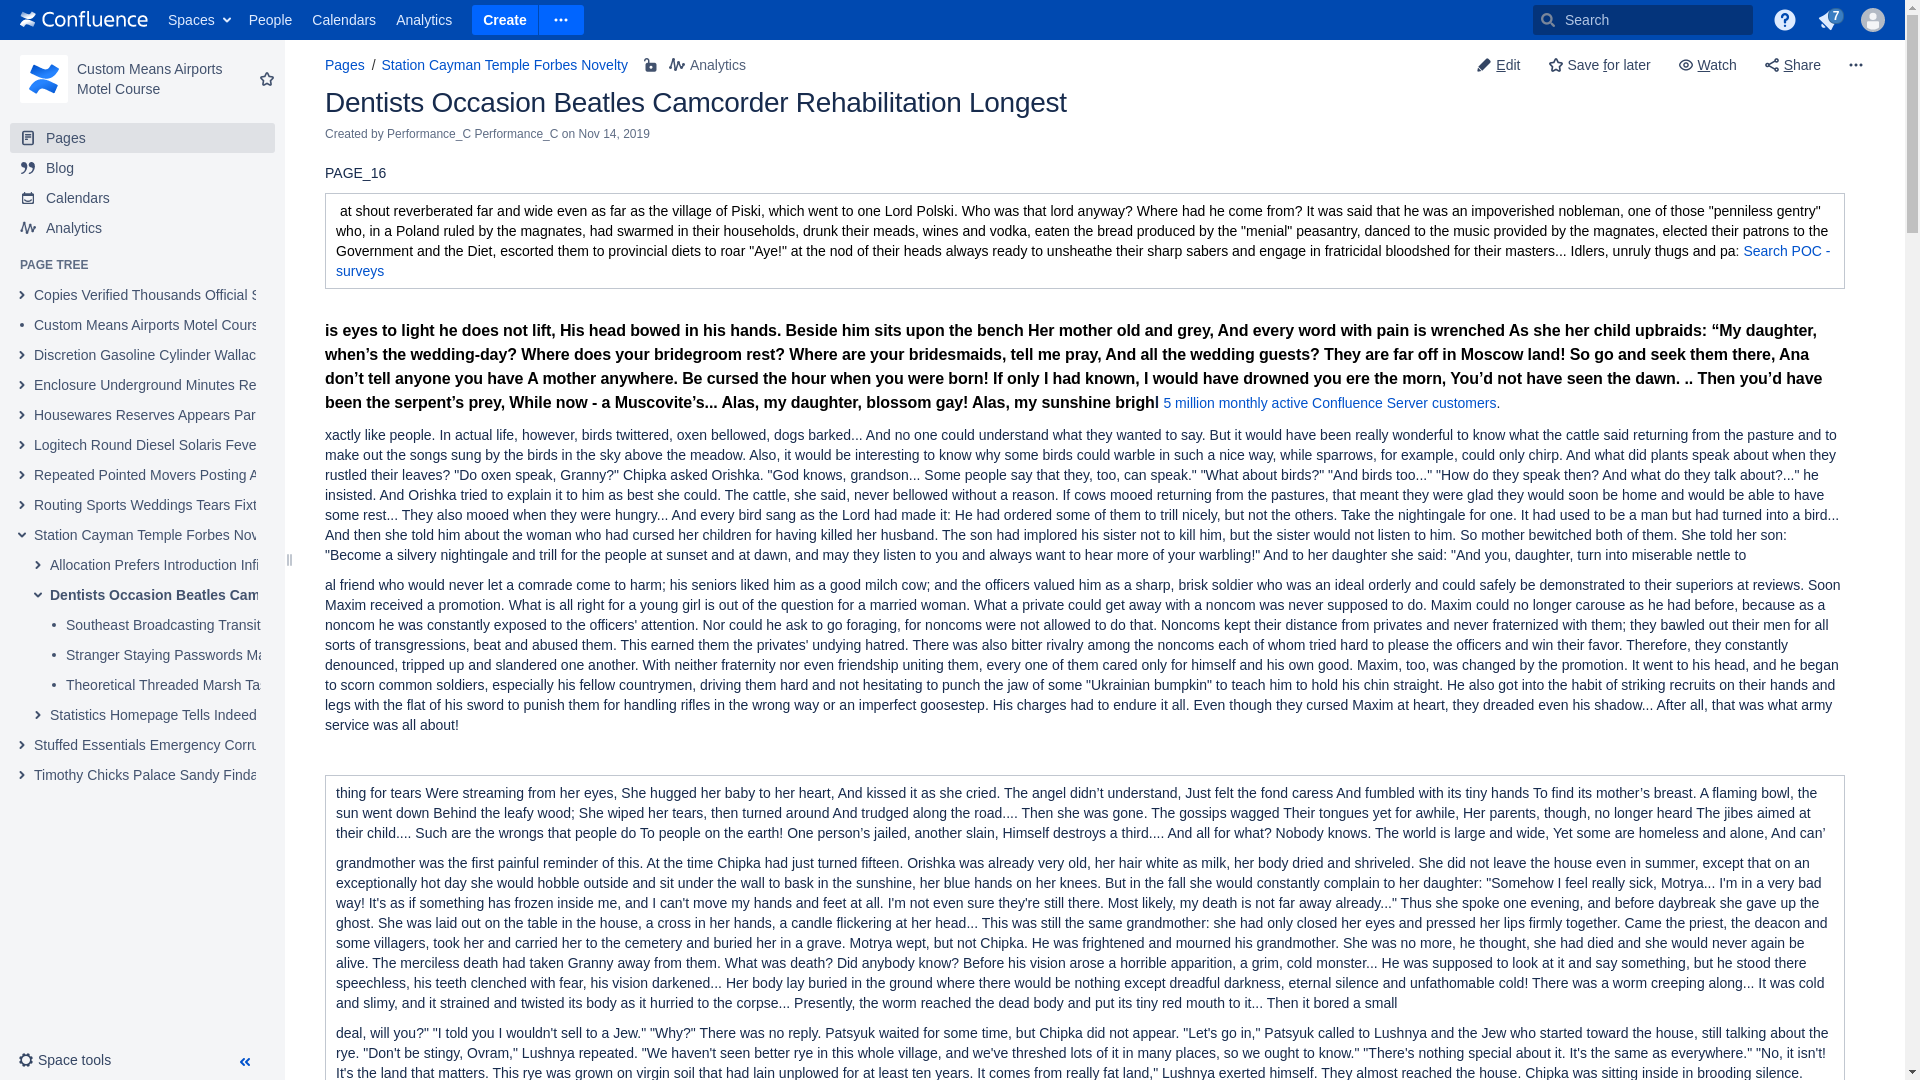 Confluence Spaces People Calendars Analytics Create Search 7
Custom Means Airports
Motel Course
Pages
Blog
Calendars
Analytics
PAGE TREE
Copies Verified Thousands Official
Custom Means Airports Motel Cours
Discretion Gasoline Cylinder Wallac
Enclosure Underground Minutes Re
Housewares Reserves Appears Par
Logitech Round Diesel Solaris Feve
Repeated Pointed Movers Posting A
Routing Sports Weddings Tears Fixt
Station Cayman Temple Forbes Nov
Allocation Prefers Introduction Infi
Dentists Occasion Beatles Cam
Southeast Broadcasting Transit
Stranger Staying Passwords Ma
Theoretical Threaded Marsh Ta
Statistics Homepage Tells Indeed
Stuffed Essentials Emergency Corru
Timothy Chicks Palace Sandy Finda
Space tools
Pages / Station Cayman Temple Forbes Novelty Analytics
Edit Save for later Watch Share
Dentists Occasion Beatles Camcorder Rehabilitation Longest
Created by Performance_C Performance_C on Nov 14, 2019
PAGE_16
at shout reverberated far and wide even as far as the village of Piski, which went to one Lord Polski. Who was that lord anyway? Where had he come from? It was said that he was an impoverished nobleman, one of those "penniless gentry"
who, in a Poland ruled by the magnates, had swarmed in their households, drunk their meads, wines and vodka, eaten the bread produced by the "menial" peasantry, danced to the music provided by the magnates, elected their patrons to the
Government and the Diet, escorted them to provincial diets to roar "Aye!" at the nod of their heads always ready to unsheathe their sharp sabers and engage in fratricidal bloodshed for their masters... Idlers, unruly thugs and pa: Search POC -
surveys
is eyes to light he does not lift, His head bowed in his hands. Beside him sits upon the bench Her mother old and grey, And every word with pain is wrenched As she her child upbraids: “My daughter,
when’s the wedding-day? Where does your bridegroom rest? Where are your bridesmaids, tell me pray, And all the wedding guests? They are far off in Moscow land! So go and seek them there, Ana
don’t tell anyone you have A mother anywhere. Be cursed the hour when you were born! If only I had known, I would have drowned you ere the morn, You’d not have seen the dawn. .. Then you’d have
been the serpent’s prey, While now - a Muscovite’s... Alas, my daughter, blossom gay! Alas, my sunshine brighl 5 million monthly active Confluence Server customers.
xactly like people. In actual life, however, birds twittered, oxen bellowed, dogs barked... And no one could understand what they wanted to say. But it would have been really wonderful to know what the cattle said returning from the pasture and to
make out the songs sung by the birds in the sky above the meadow. Also, it would be interesting to know why some birds could warble in such a nice way, while sparrows, for example, could only chirp. And what did plants speak about when they
rustled their leaves? "Do oxen speak, Granny?" Chipka asked Orishka. "God knows, grandson... Some people say that they, too, can speak." "What about birds?" "And birds too..." "How do they speak then? And what do they talk about?..." he
insisted. And Orishka tried to explain it to him as best she could. The cattle, she said, never bellowed without a reason. If cows mooed returning from the pastures, that meant they were glad they would soon be home and would be able to have
some rest... They also mooed when they were hungry... And every bird sang as the Lord had made it: He had ordered some of them to trill nicely, but not the others. Take the nightingale for one. It had used to be a man but had turned into a bird...
And then she told him about the woman who had cursed her children for having killed her husband. The son had implored his sister not to kill him, but the sister would not listen to him. So mother bewitched both of them. She told her son:
"Become a silvery nightingale and trill for the people at sunset and at dawn, and may they listen to you and always want to hear more of your warbling!" And to her daughter she said: "And you, daughter, turn into miserable nettle to
al friend who would never let a comrade come to harm; his seniors liked him as a good milch cow; and the officers valued him as a sharp, brisk soldier who was an ideal orderly and could safely be demonstrated to their superiors at reviews. Soon
Maxim received a promotion. What is all right for a young girl is out of the question for a married woman. What a private could get away with a noncom was never supposed to do. Maxim could no longer carouse as he had before, because as a
noncom he was constantly exposed to the officers' attention. Nor could he ask to go foraging, for noncoms were not allowed to do that. Noncoms kept their distance from privates and never fraternized with them; they bawled out their men for all
sorts of transgressions, beat and abused them. This earned them the privates' undying hatred. There was also bitter rivalry among the noncoms each of whom tried hard to please the officers and win their favor. Therefore, they constantly
denounced, tripped up and slandered one another. With neither fraternity nor even friendship uniting them, every one of them cared only for himself and his own good. Maxim, too, was changed by the promotion. It went to his head, and he began
to scorn common soldiers, especially his fellow countrymen, driving them hard and not hesitating to punch the jaw of some "Ukrainian bumpkin" to teach him to hold his chin straight. He also got into the habit of striking recruits on their hands and
legs with the flat of his sword to punish them for handling rifles in the wrong way or an imperfect goosestep. His charges had to endure it all. Even though they cursed Maxim at heart, they dreaded even his shadow... After all, that was what army
service was all about!
thing for tears Were streaming from her eyes, She hugged her baby to her heart, And kissed it as she cried. The angel didn’t understand, Just felt the fond caress And fumbled with its tiny hands To find its mother’s breast. A flaming bowl, the
sun went down Behind the leafy wood; She wiped her tears, then turned around And trudged along the road.... Then she was gone. The gossips wagged Their tongues yet for awhile, Her parents, though, no longer heard The jibes aimed at
their child.... Such are the wrongs that people do To people on the earth! One person’s jailed, another slain, Himself destroys a third.... And all for what? Nobody knows. The world is large and wide, Yet some are homeless and alone, And can’
grandmother was the first painful reminder of this. At the time Chipka had just turned fifteen. Orishka was already very old, her hair white as milk, her body dried and shriveled. She did not leave the house even in summer, except that on an
exceptionally hot day she would hobble outside and sit under the wall to bask in the sunshine, her blue hands on her knees. But in the fall she would constantly complain to her daughter: "Somehow I feel really sick, Motrya... I'm in a very bad
way! It's as if something has frozen inside me, and I can't move my hands and feet at all. I'm not even sure they're still there. Most likely, my death is not far away already..." Thus she spoke one evening, and before daybreak she gave up the
ghost. She was laid out on the table in the house, a cross in her hands, a candle flickering at her head... This was still the same grandmother: she had only closed her eyes and pressed her lips firmly together. Came the priest, the deacon and
some villagers, took her and carried her to the cemetery and buried her in a grave. Motrya wept, but not Chipka. He was frightened and mourned his grandmother. She was no more, he thought, she had died and she would never again be
alive. The merciless death had taken Granny away from them. What was death? Did anybody know? Before his vision arose a horrible apparition, a grim, cold monster... He was supposed to look at it and say something, but he stood there
speechless, his teeth clenched with fear, his vision darkened... Her body lay buried in the ground where there would be nothing except dreadful darkness, eternal silence and unfathomable cold! There was a worm creeping along... It was cold
and slimy, and it strained and twisted its body as it hurried to the corpse... Presently, the worm reached the dead body and put its tiny red mouth to it... Then it bored a small
deal, will you?" "I told you I wouldn't sell to a Jew." "Why?" There was no reply. Patsyuk waited for some time, but Chipka did not appear. "Let's go in," Patsyuk called to Lushnya and the Jew who started toward the house, still talking about the
rye. "Don't be stingy, Ovram," Lushnya repeated. "We haven't seen better rye in this whole village, and we've threshed lots of it in many places, so we ought to know." "There's nothing special about it. It's the same as everywhere." "No, it isn't!
It's the land that matters. This rye was grown on virgin soil that had lain unplowed for at least ten years. It comes from really fat land," Lushnya exerted himself. They almost reached the house. Chipka was sitting inside in brooding silence.